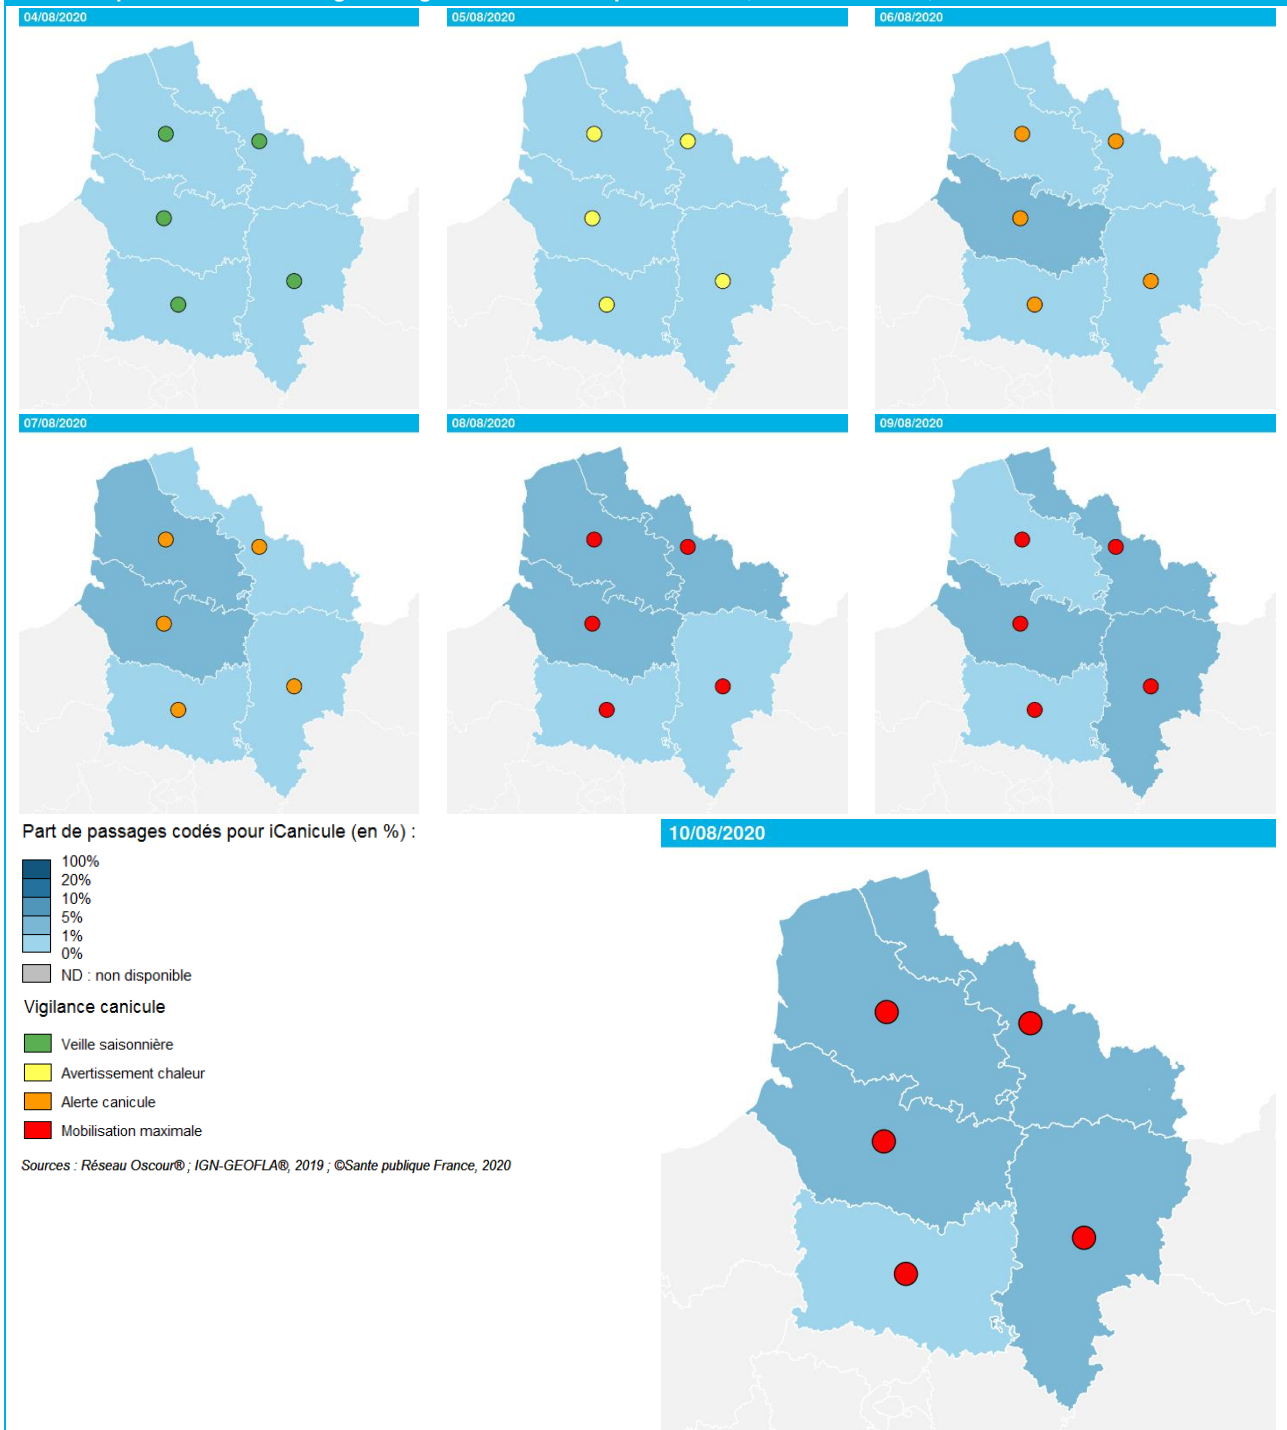 04/08/2020
05/08/2020
06/08/2020
07/08/2020
08/08/2020
09/08/2020
Part de passages codés pour iCanicule (en %) :
100%
20%
10%
5%
1%
0%
ND : non disponible
Vigilance canicule
Veille saisonnière
Avertissement chaleur
Alerte canicule
Mobilisation maximale
Sources : Réseau Oscour® ; IGN-GEOFLA®, 2019 ; ©Sante publique France, 2020
10/08/2020